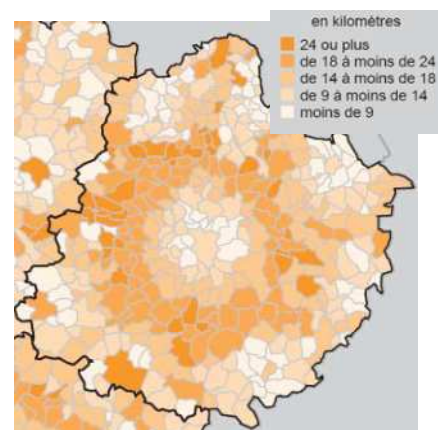 en kilomètres
24 ou plus
de 18 à moins de 24
de 14 à moins de 18
de 9 à moins de 14
moins de 9